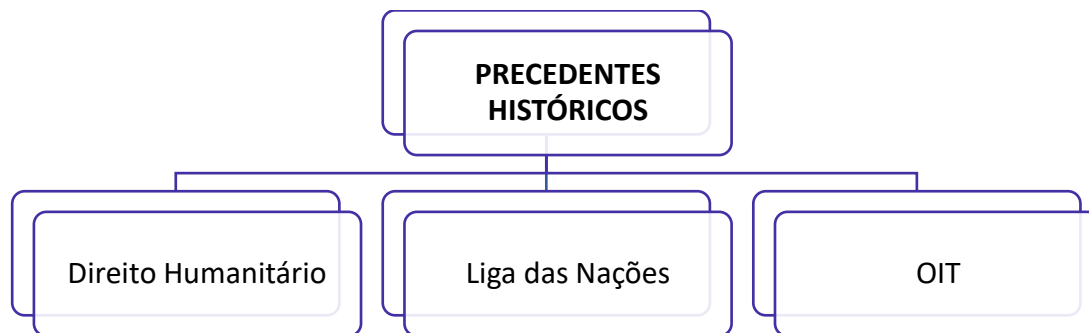 PRECEDENTES
HISTÓRICOS
Direito Humanitário
Liga das Nações
OIT